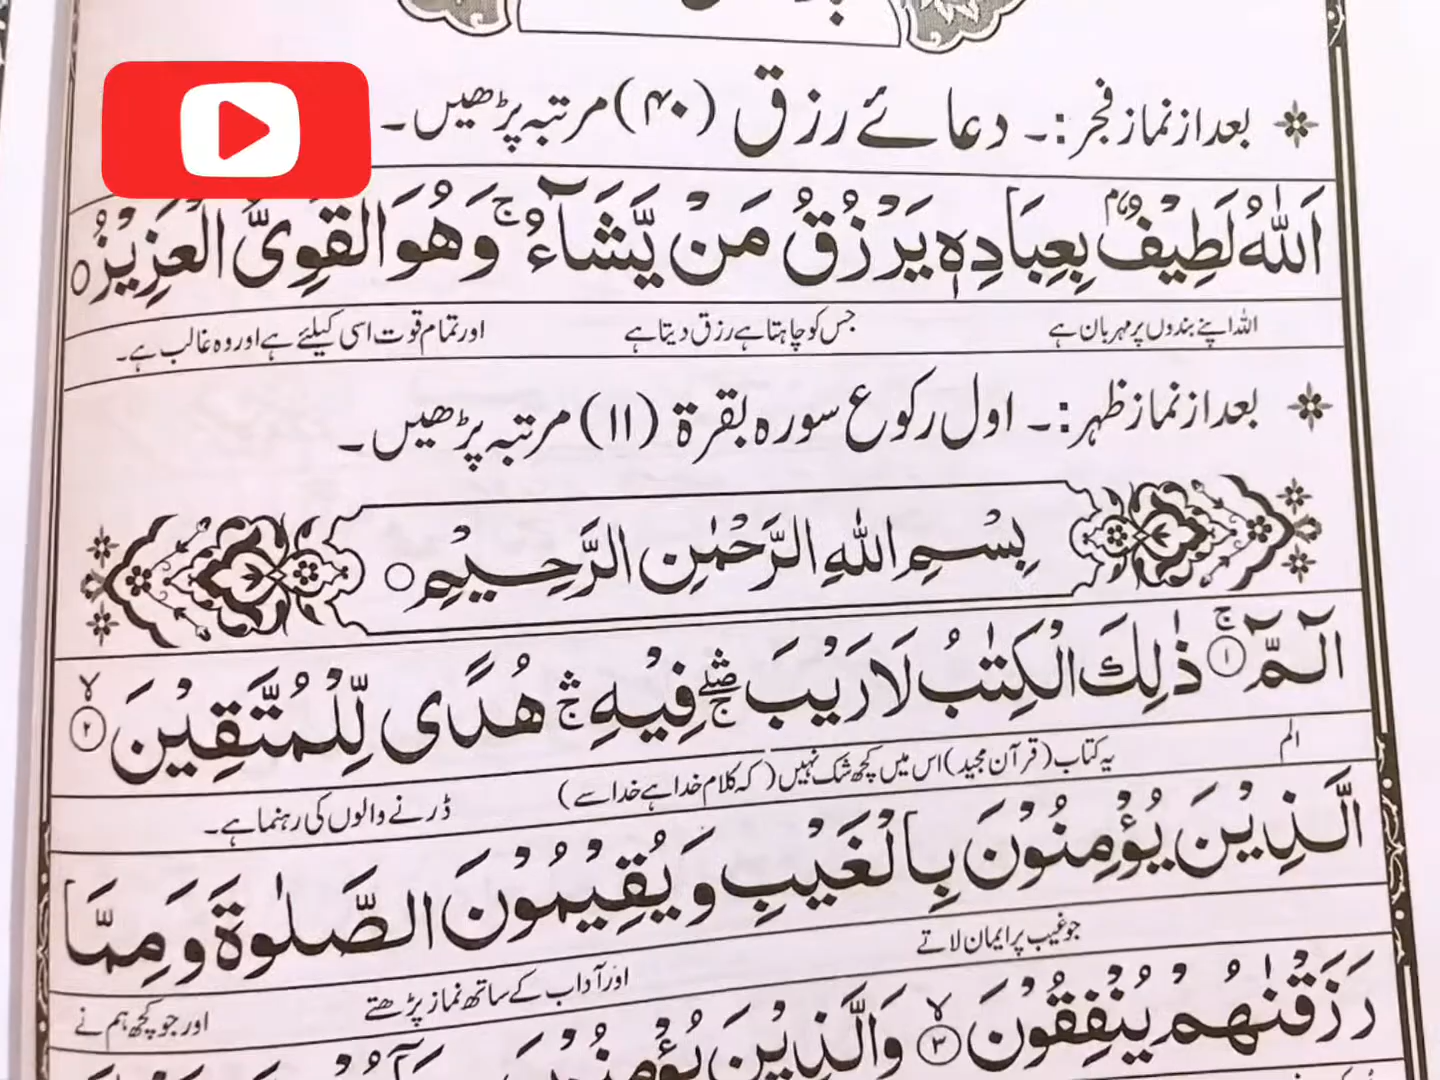 بعد از نماز فجر:۔ دعائے رزق (۴۰) مرتبہ پڑھیں۔
اَللّٰهُ لَطِیْفٌۢ بِعِبَادِهٖ یَرْزُقُ مَنْ یَّشَآءُ ۚ وَهُوَ الْقَوِیُّ الْعَزِیْزُ ○
اللہ اپنے بندوں پر مہربان ہے جس کو چاہتا ہے رزق دیتا ہے اور تمام قوت اسی کیلئے ہے اور وہ غالب ہے۔
بعد از نماز ظہر:۔ اول رکوع سورہ بقرۃ (۱۱) مرتبہ پڑھیں۔
بِسْمِ اللّٰهِ الرَّحْمٰنِ الرَّحِیْمِ ○
الٓمّٓ ۚ ۱ ذٰلِكَ الْكِتٰبُ لَا رَیْبَ ۛۖۚ فِیْهِ ۛۚ هُدًی لِّلْمُتَّقِیْنَ ۙ ۲
الم یہ کتاب (قرآن مجید) اس میں کچھ شک نہیں (کہ کلام خدا ہے خدا سے) ڈرنے والوں کی رہنما ہے۔
الَّذِیْنَ یُؤْمِنُوْنَ بِالْغَیْبِ وَیُقِیْمُوْنَ الصَّلٰوةَ وَمِمَّا
جو غیب پر ایمان لاتے اور آداب کے ساتھ نماز پڑھتے اور جو کچھ ہم نے
رَزَقْنٰهُمْ یُنْفِقُوْنَ ۙ ۳ وَالَّذِیْنَ یُؤْمِنُوْنَ